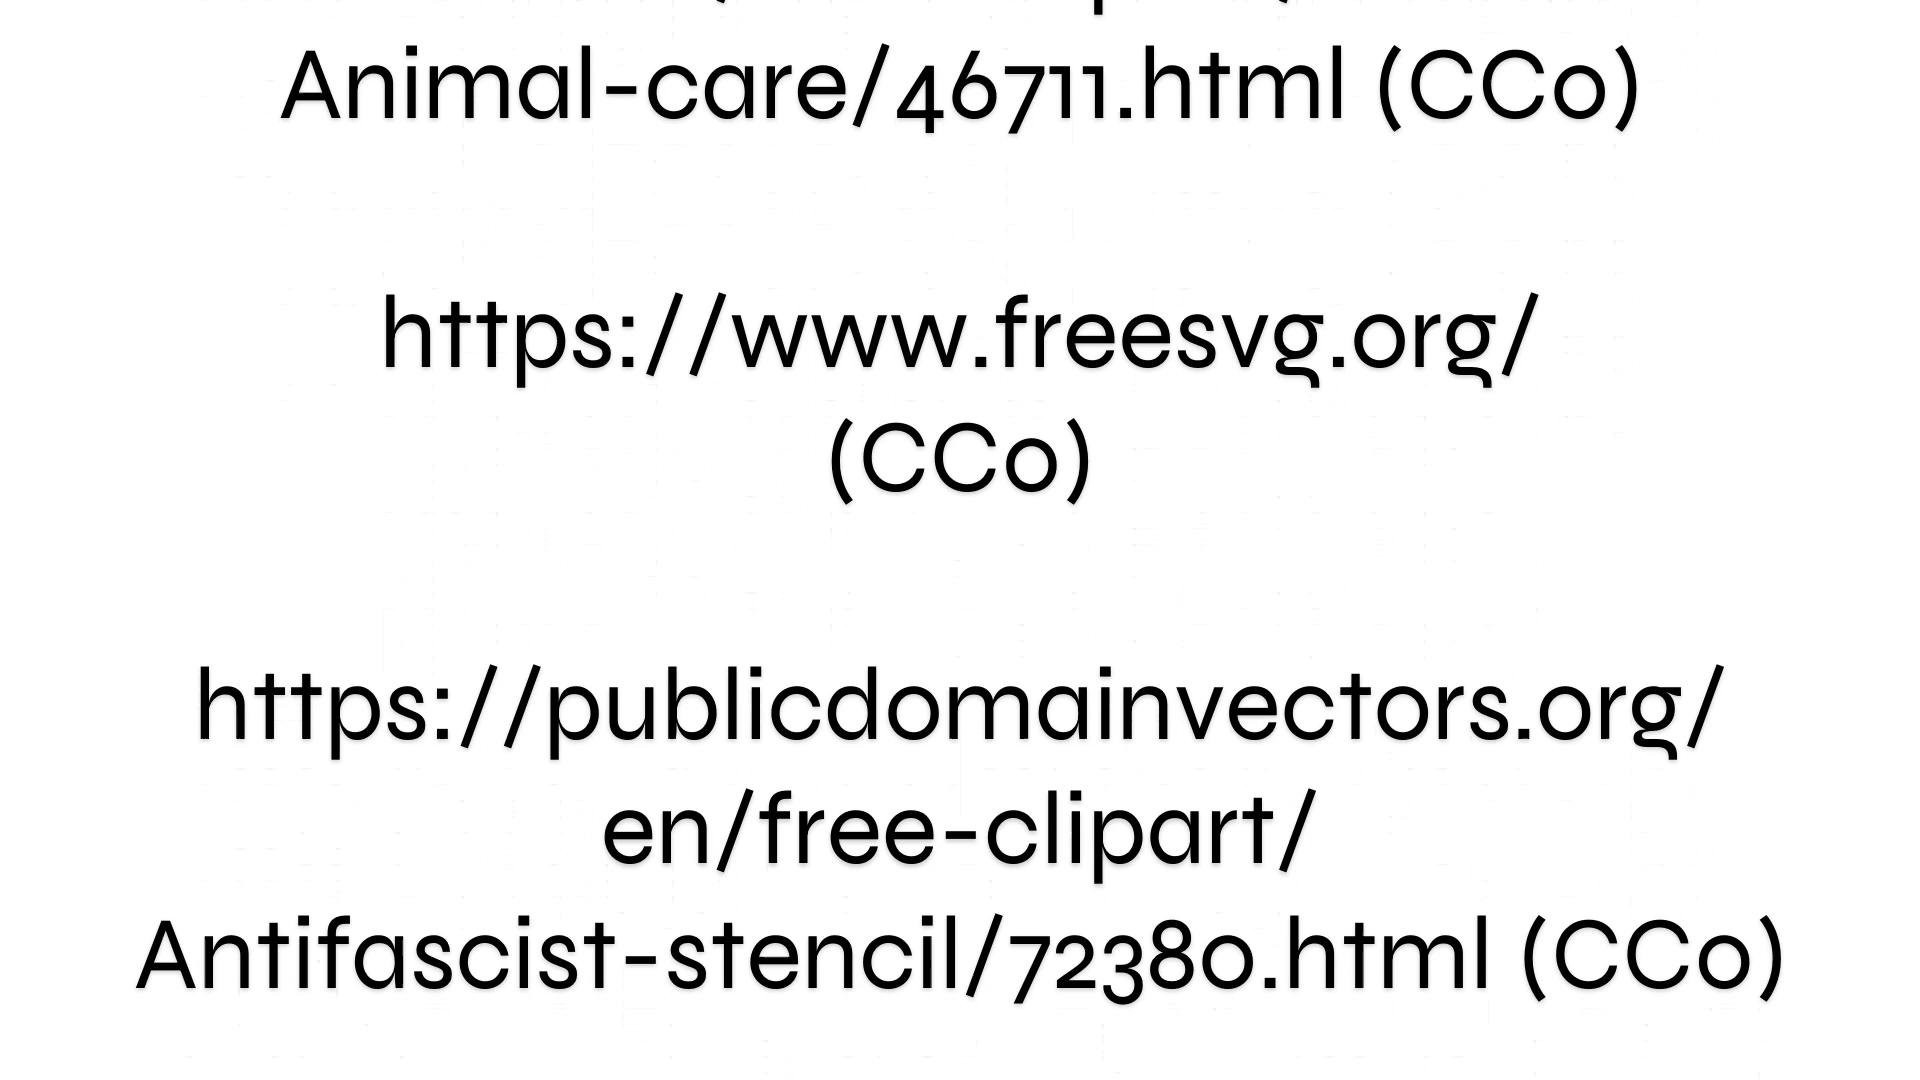 Animal-care/46711.html (CC0)
https://www.freesvg.org/
(CC0)
https://publicdomainvectors.org/
en/free-clipart/
Antifascist-stencil/72380.html (CC0)